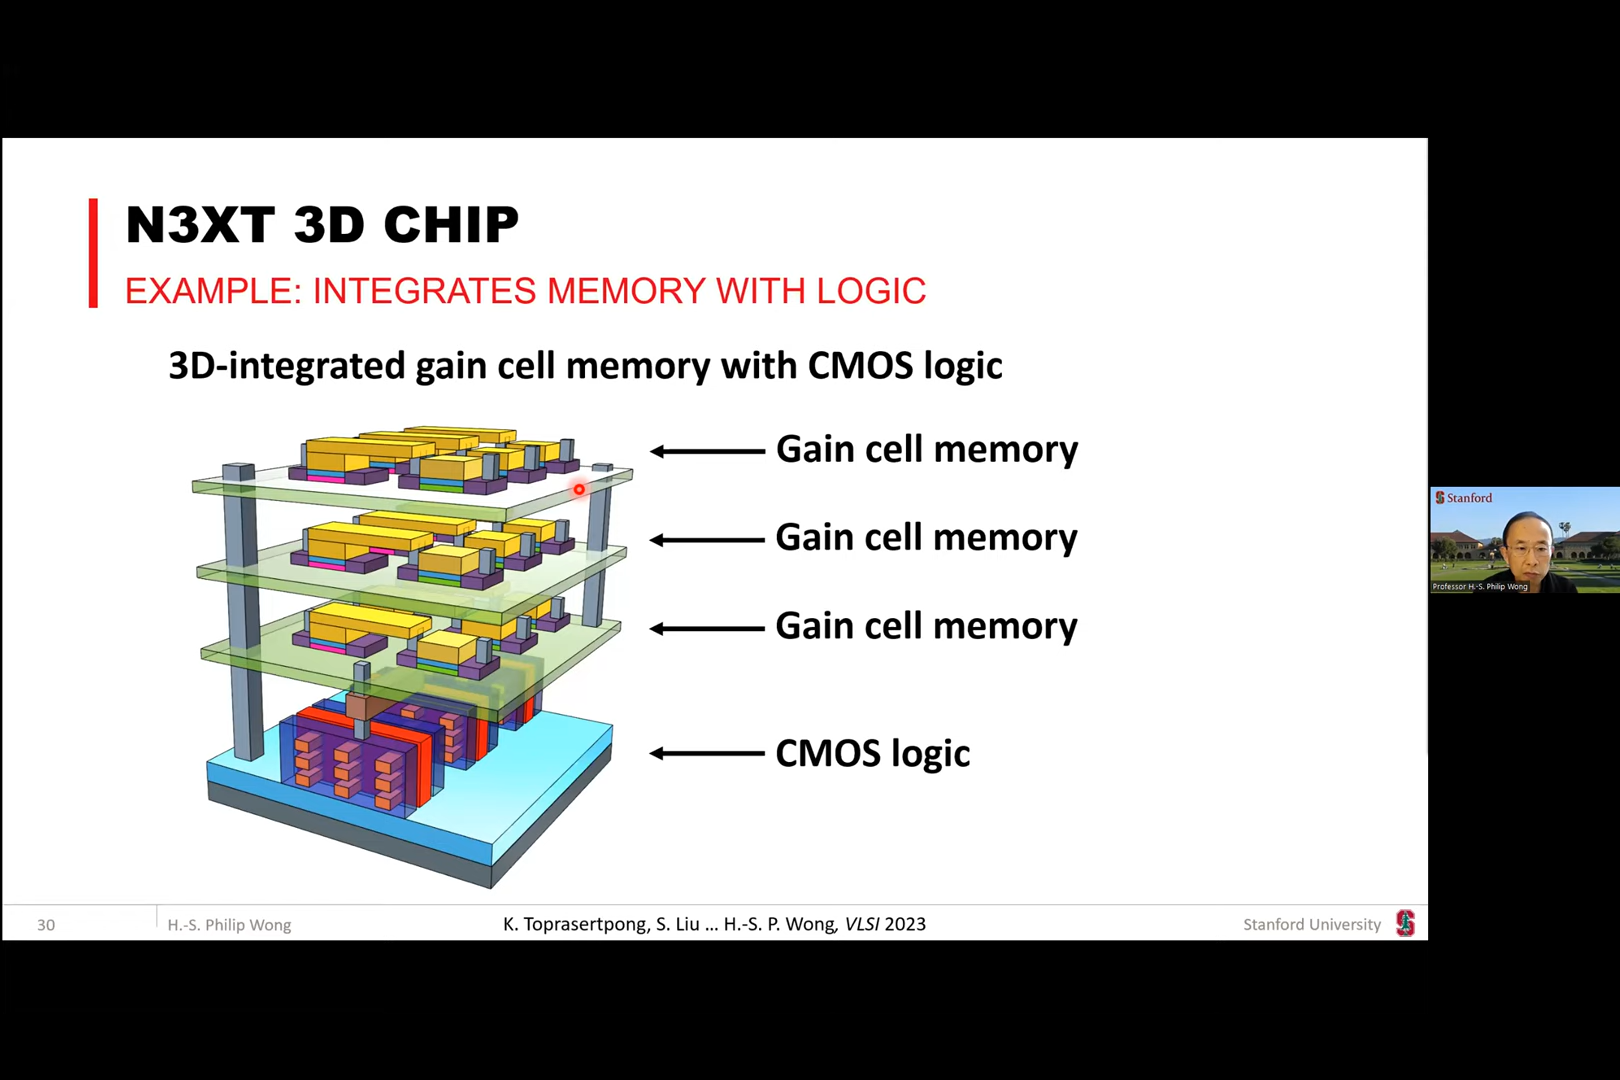 N3XT 3D CHIP
EXAMPLE: INTEGRATES MEMORY WITH LOGIC
3D-integrated gain cell memory with CMOS logic
Gain cell memory
Gain cell memory
Gain cell memory
CMOS logic
30
H.-S. Philip Wong
K. Toprasertpong, S. Liu ... H.-S. P. Wong, VLSI 2023
Stanford University
Stanford
Professor H.-S. Philip Wong